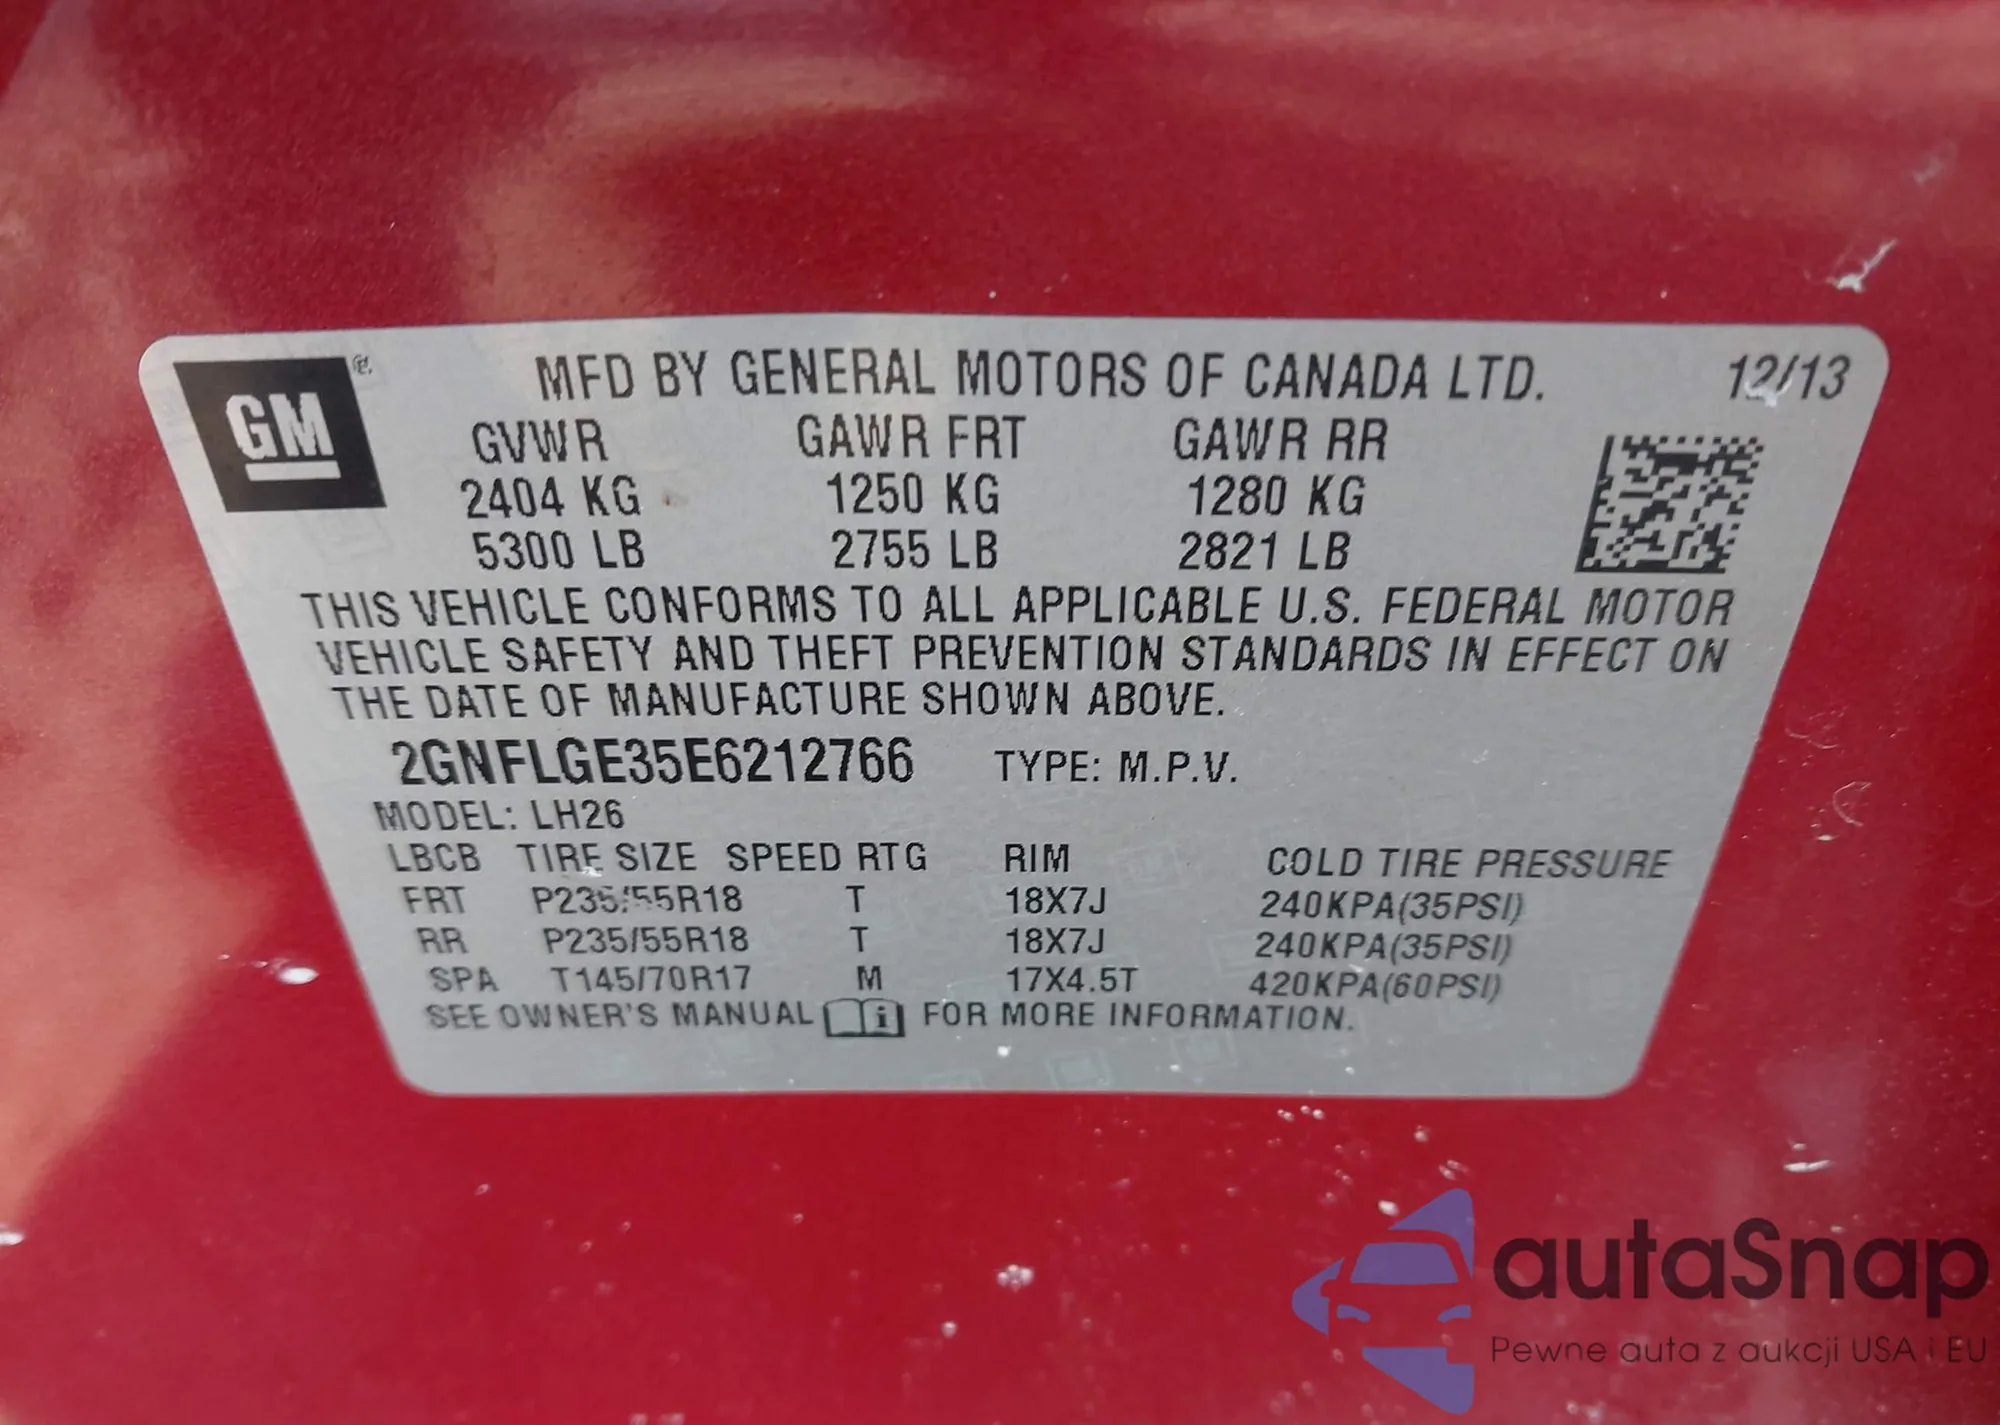 GM
MFD BY GENERAL MOTORS OF CANADA LTD. 12/13
GVWR GAWR FRT GAWR RR
2404 KG 1250 KG 1280 KG
5300 LB 2755 LB 2821 LB
THIS VEHICLE CONFORMS TO ALL APPLICABLE U.S. FEDERAL MOTOR
VEHICLE SAFETY AND THEFT PREVENTION STANDARDS IN EFFECT ON
THE DATE OF MANUFACTURE SHOWN ABOVE.
2GNFLGE35E6212766 TYPE: M.P.V.
MODEL: LH26
LBCB TIRE SIZE SPEED RTG RIM COLD TIRE PRESSURE
FRT P235/55R18 T 18X7J 240KPA(35PSI)
RR P235/55R18 T 18X7J 240KPA(35PSI)
SPA T145/70R17 M 17X4.5T 420KPA(60PSI)
SEE OWNER'S MANUAL i FOR MORE INFORMATION.
autaSnap
Pewne auta z aukcji USA i EU